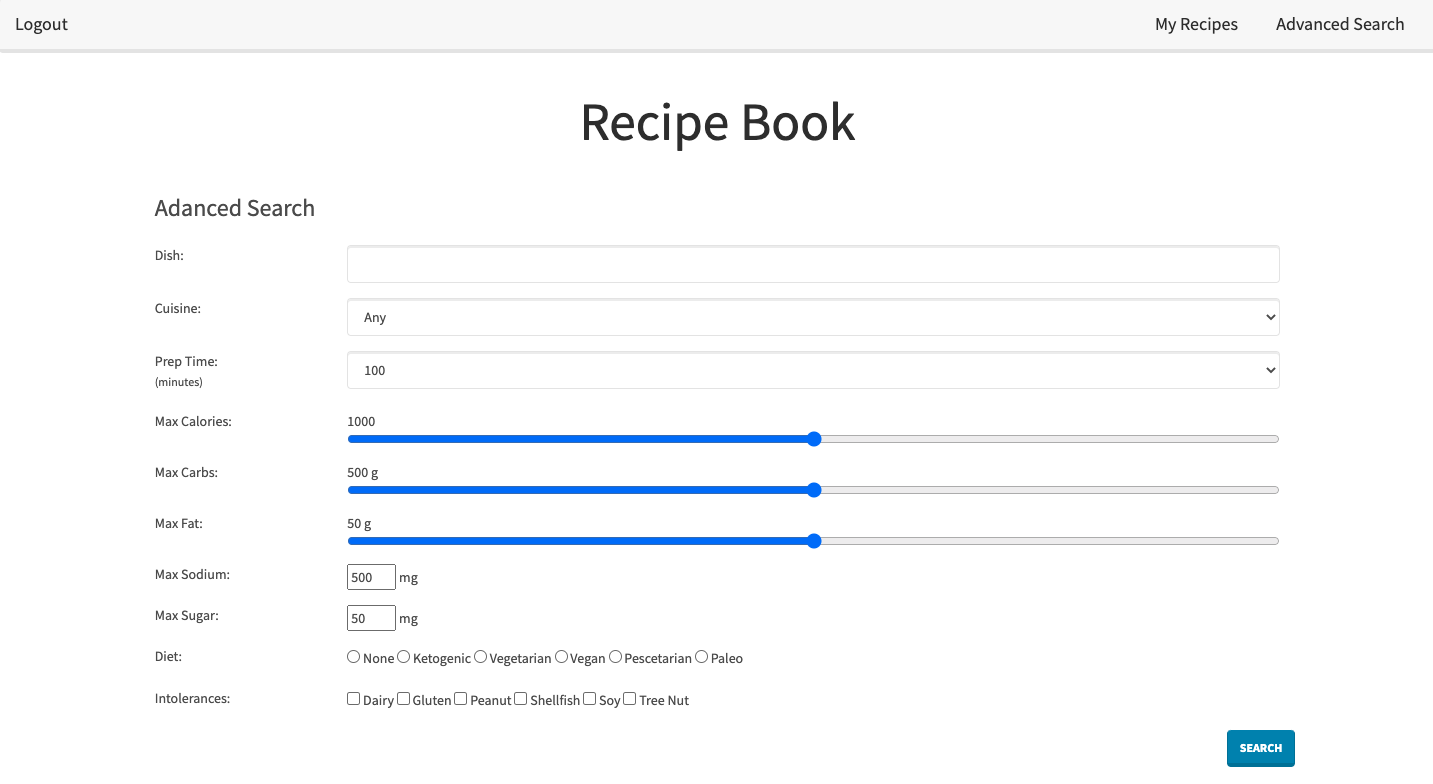 Logout My Recipes Advanced Search
Recipe Book
Adanced Search
Dish:
Cuisine: Any
Prep Time: 100
(minutes)
Max Calories: 1000
Max Carbs: 500 g
Max Fat: 50 g
Max Sodium: 500 mg
Max Sugar: 50 mg
Diet: None Ketogenic Vegetarian Vegan Pescetarian Paleo
Intolerances: Dairy Gluten Peanut Shellfish Soy Tree Nut
SEARCH